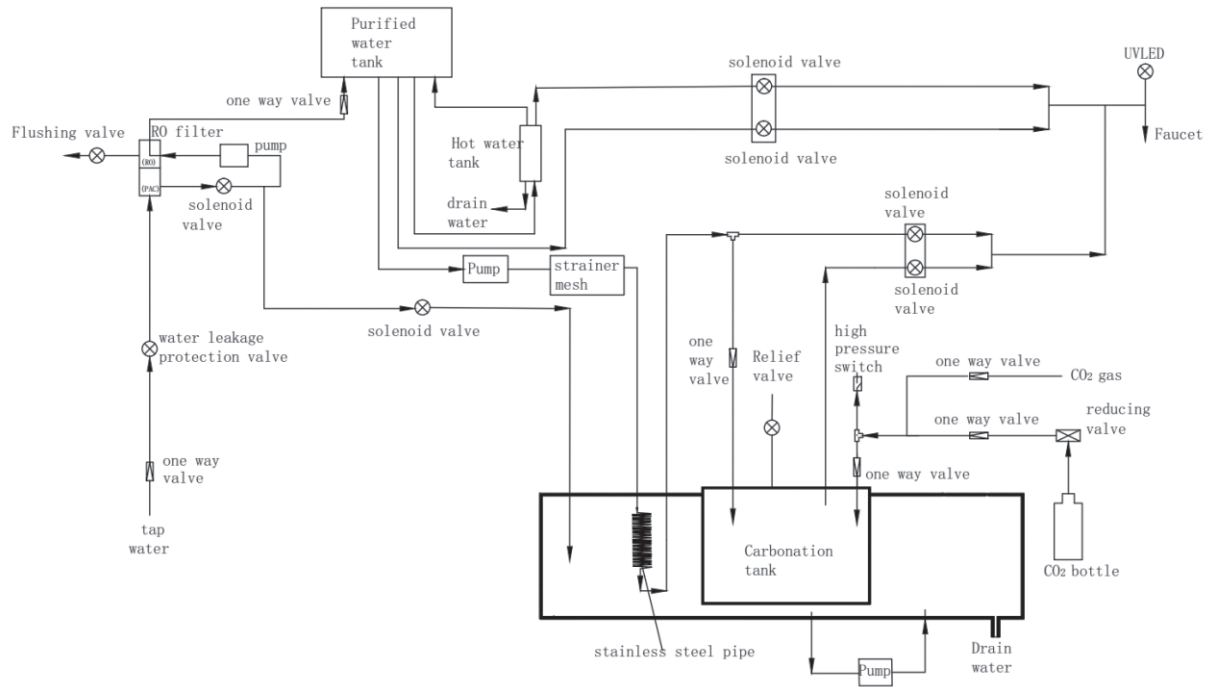 Purified
water
tank
UVLED
solenoid valve
one way valve
Flushing valve
RO filter
pump
Hot water
tank
solenoid valve
Faucet
(RO)
(PAC)
solenoid
valve
drain
water
solenoid
valve
Pump
strainer
mesh
solenoid
valve
solenoid valve
water leakage
protection valve
one
way
valve
Relief
valve
high
pressure
switch
one way valve
CO2 gas
one way valve
reducing
valve
one way
valve
one way valve
tap
water
Carbonation
tank
CO2 bottle
stainless steel pipe
Pump
Drain
water